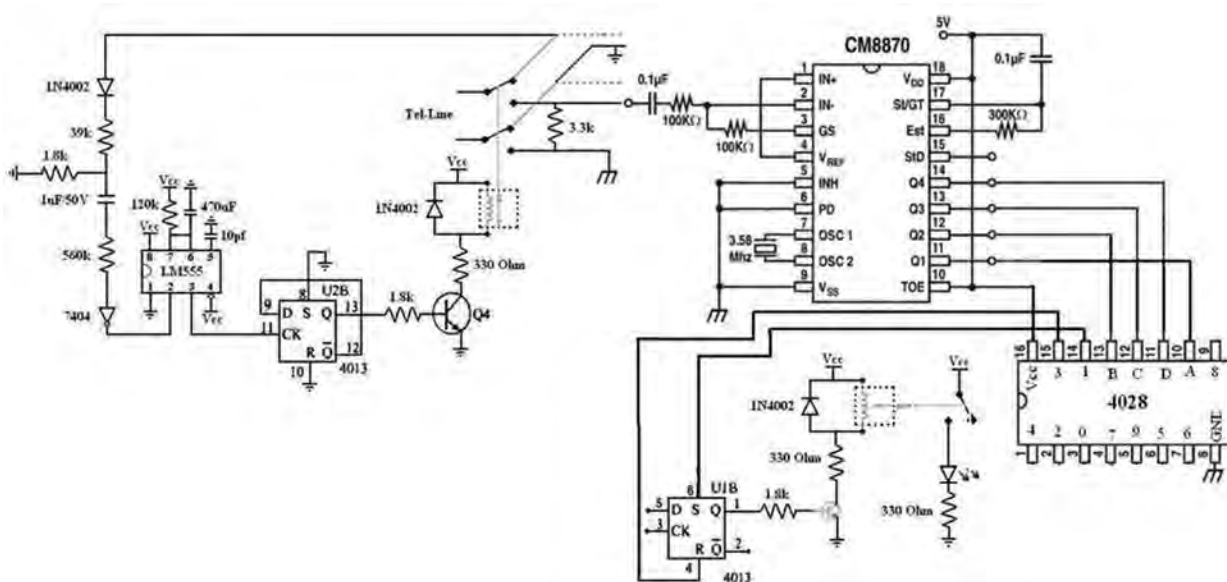 1N4002
39k
1.8k
1uF/50V
560k
7404
Vcc
120k
470uF
10pf
Vcc
8 7 6 5
LM555
1 2 3 4
Vcc
U2B
8
9 D S Q 13
11 CK
R Q 12
10
4013
1.8k
Q4
330 Ohm
1N4002
Vcc
Tel-Line
3.3k
0.1µF
100KΩ
100KΩ
CM8870
5V
0.1µF
300KΩ
1 IN+
2 IN-
3 GS
4 VREF
5 INH
6 PD
7 OSC 1
8 OSC 2
9 VSS
VDD 18
St/GT 17
Est 16
StD 15
Q4 14
Q3 13
Q2 12
Q1 11
TOE 10
3.58
Mhz
16 15 14 13 12 11 10 9
Vcc 3 1 B C D A 8
4028
4 2 0 7 9 5 6 GND
1 2 3 4 5 6 7 8
Vcc
1N4002
330 Ohm
Vcc
330 Ohm
U1B
6
5 D S Q 1
3 CK
R Q 2
4
4013
1.8k